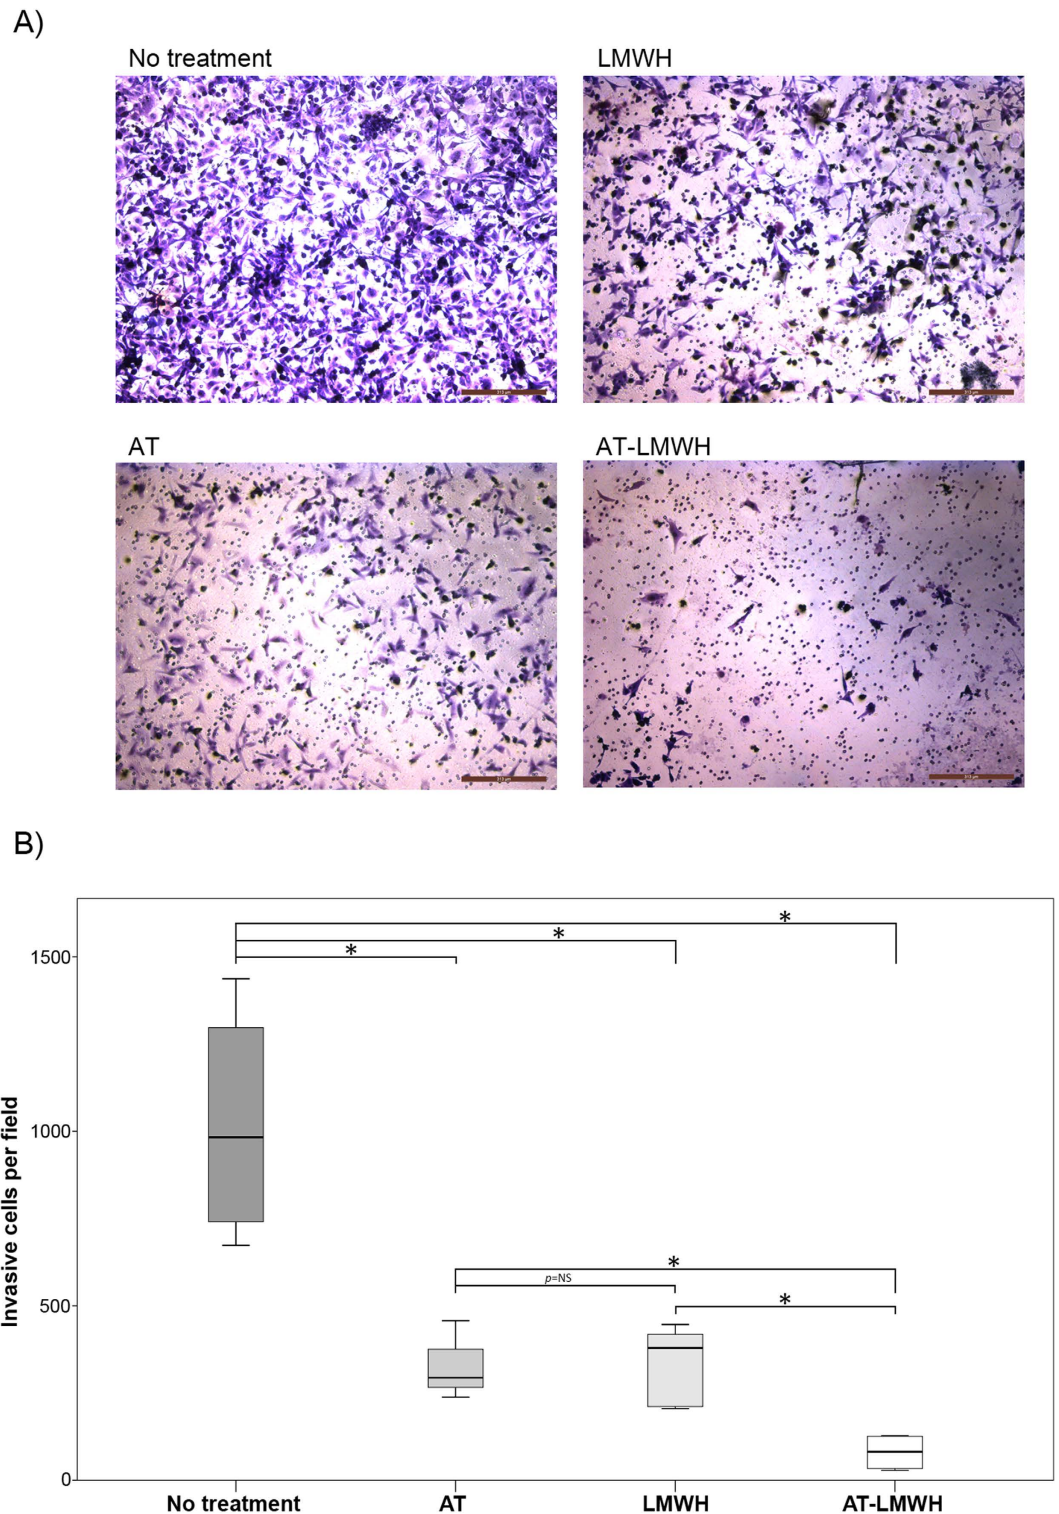 A)
No treatment
LMWH
AT
AT-LMWH
B)
Invasive cells per field
1500
1000
500
0
*
*
*
*
p=NS
*
No treatment
AT
LMWH
AT-LMWH